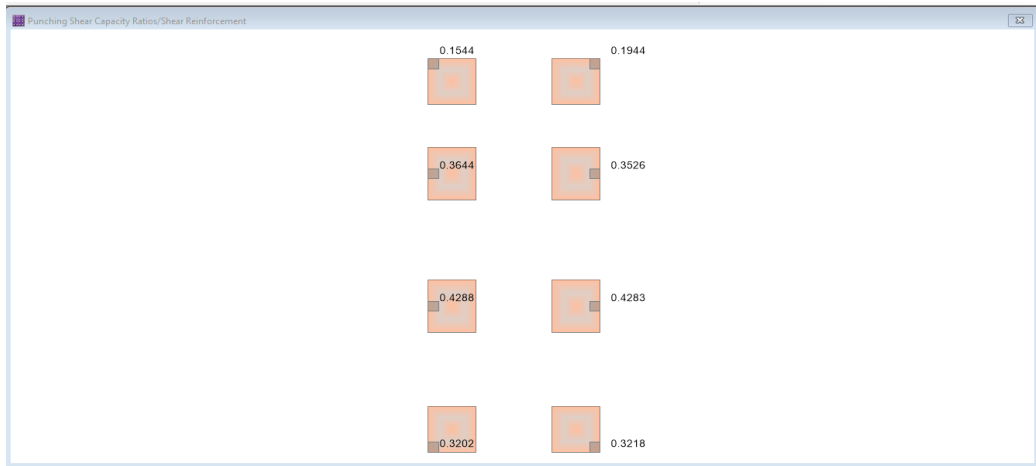 Punching Shear Capacity Ratios/Shear Reinforcement
0.1544 0.1944
0.3644 0.3526
0.4288 0.4283
0.3202 0.3218